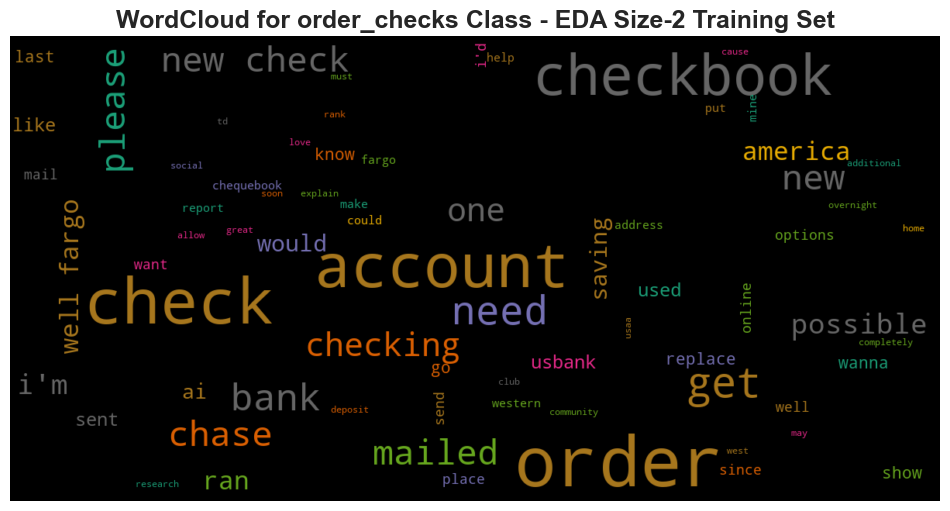 WordCloud for order_checks Class - EDA Size-2 Training Set
last
please
new check
must
i'd
help
cause
checkbook
put
mine
like
td
rank
love
know
fargo
america
additional
mail
social
chequebook
soon
explain
new
report
make
could
one
overnight
address
home
allow
great
would
options
want
well fargo
saving
account
check
need
used
online
usaa
possible
completely
checking
go
usbank
replace
wanna
i'm
ai
bank
club
get
sent
deposit
send
western
community
well
chase
mailed
order
west
may
since
show
research
ran
place